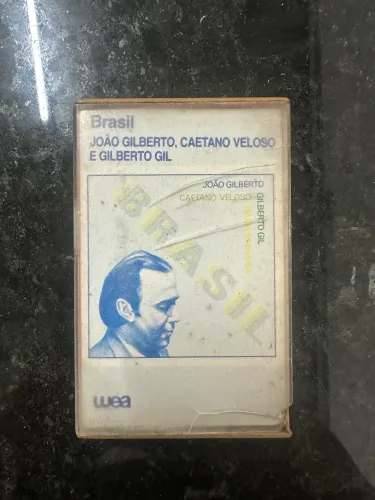 Brasil
JOÃO GILBERTO, CAETANO VELOSO
E GILBERTO GIL
JOÃO GILBERTO
CAETANO VELOSO
GILBERTO GIL
BRASIL
wea